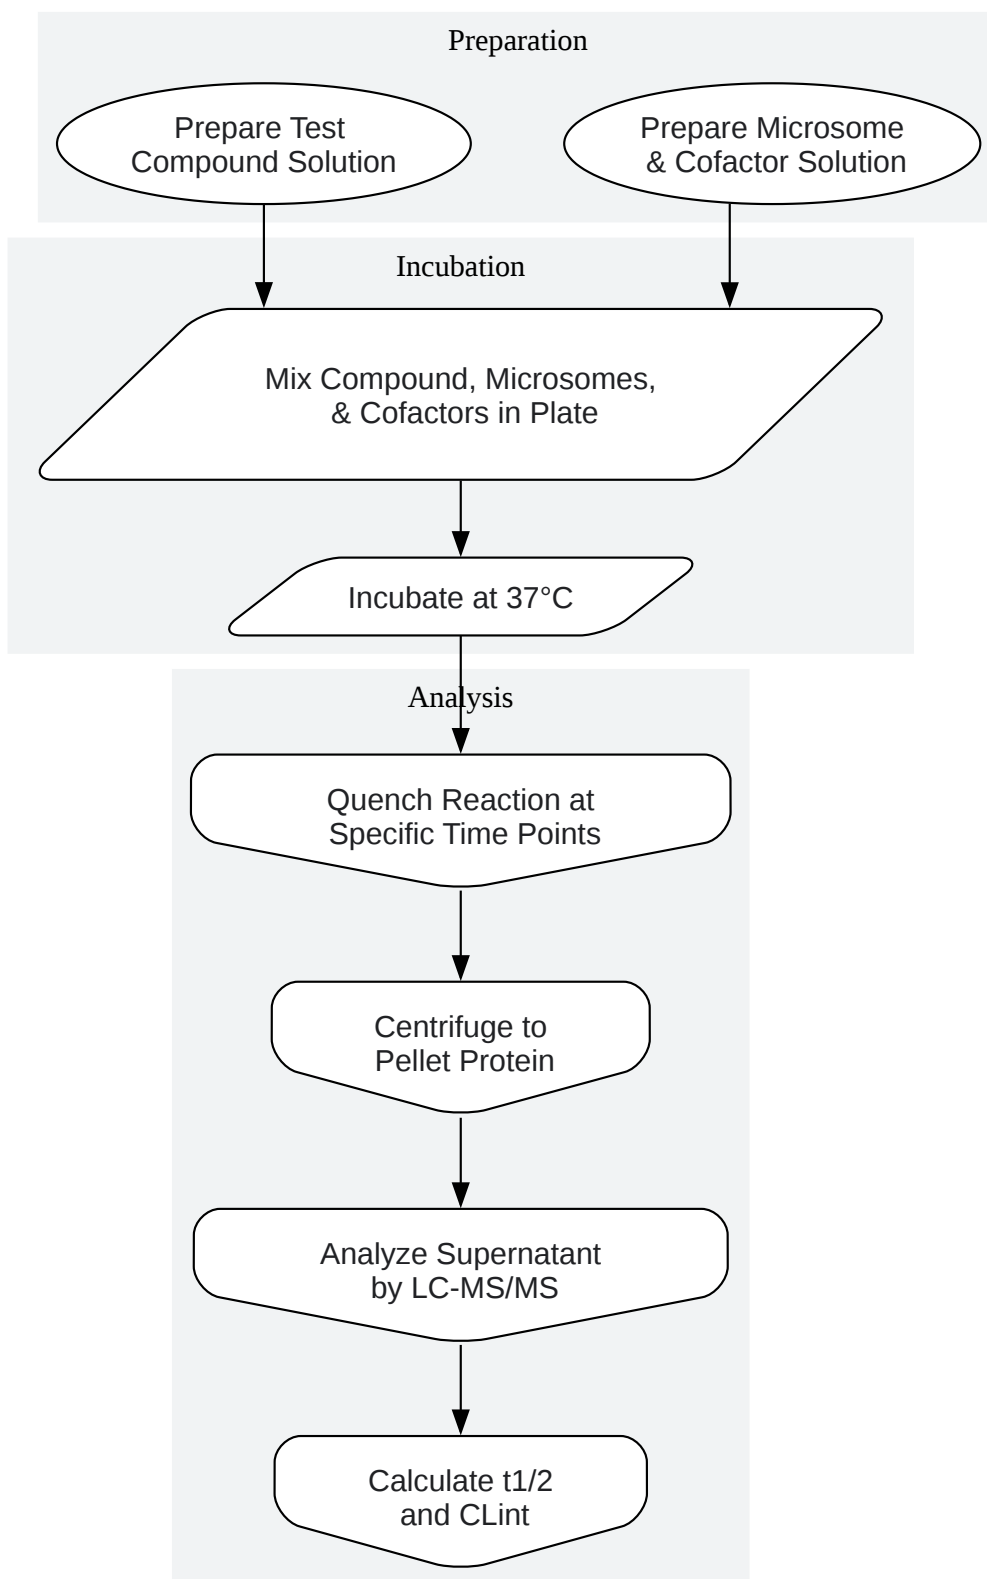 Preparation
Prepare Test
Compound Solution
Prepare Microsome
& Cofactor Solution
Incubation
Mix Compound, Microsomes,
& Cofactors in Plate
Incubate at 37°C
Analysis
Quench Reaction at
Specific Time Points
Centrifuge to
Pellet Protein
Analyze Supernatant
by LC-MS/MS
Calculate t1/2
and CLint